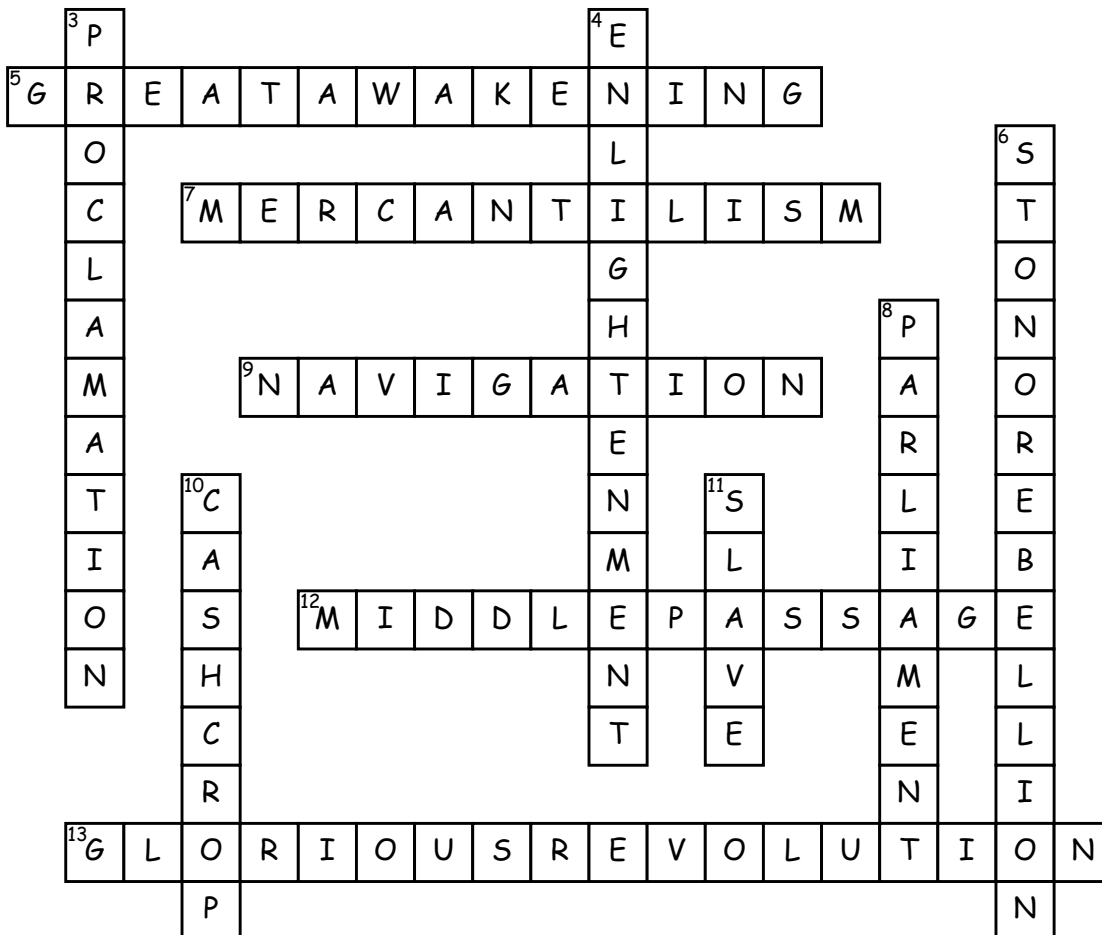 3 P 4 E
5 G R E A T A W A K E N I N G
O L 6 S
C 7 M E R C A N T I L I S M T
L G O
A H 8 P N
M 9 N A V I G A T I O N A O
A E R R
T 10 C N 11 S L E
I A M L I B
O S 12 M I D D L E P A S S A G E
N H N V M L
C T E E L
R N I
13 G L O R I O U S R E V O L U T I O N
P N